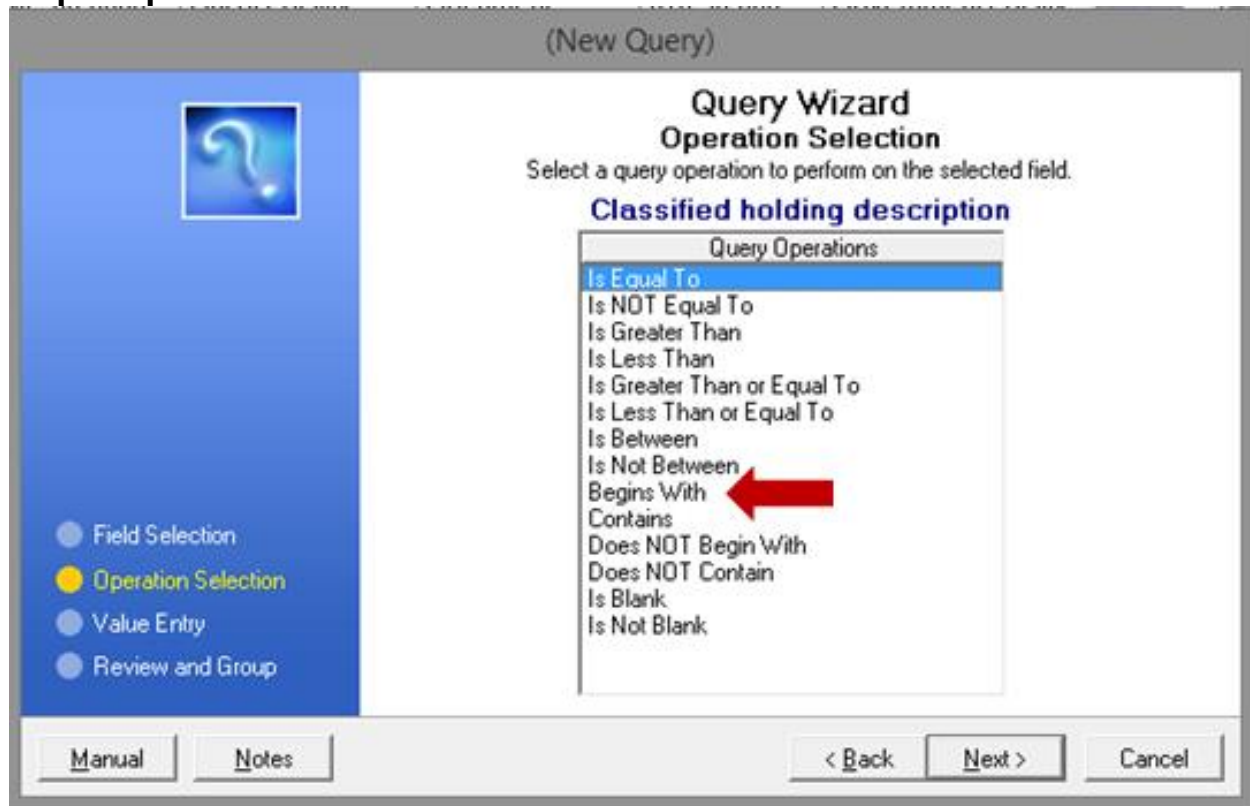 (New Query)
Query Wizard
Operation Selection
Select a query operation to perform on the selected field.
Classified holding description
Query Operations
Is Equal To
Is NOT Equal To
Is Greater Than
Is Less Than
Is Greater Than or Equal To
Is Less Than or Equal To
Is Between
Is Not Between
Begins With
Contains
Does NOT Begin With
Does NOT Contain
Is Blank
Is Not Blank
Field Selection
Operation Selection
Value Entry
Review and Group
Manual
Notes
< Back
Next >
Cancel